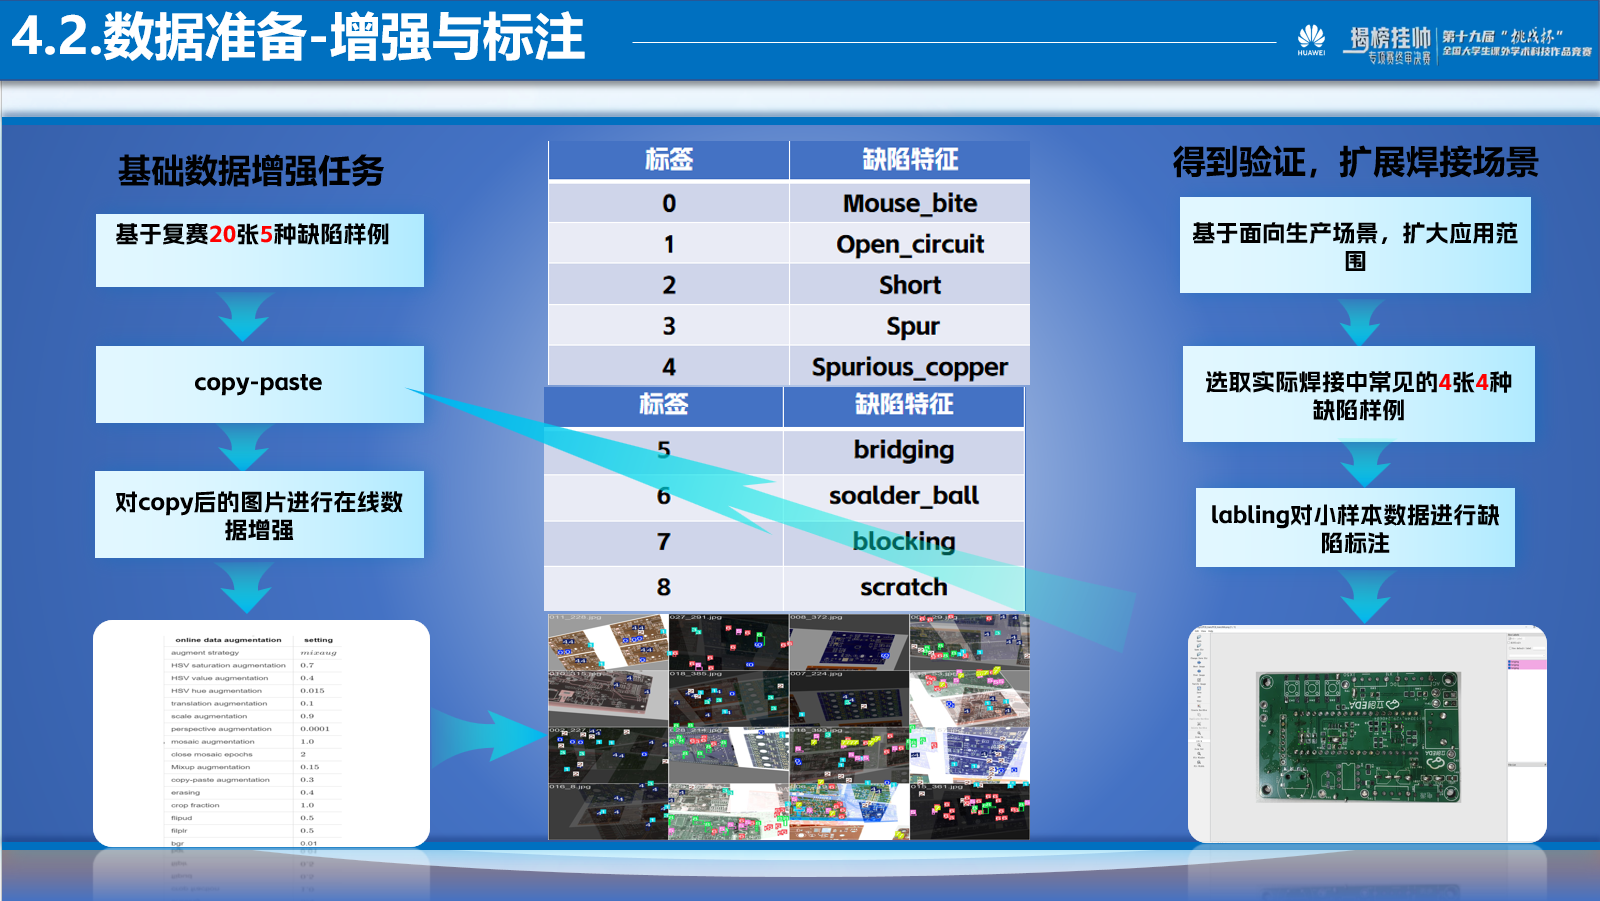 4.2.数据准备-增强与标注
HUAWEI
揭榜挂帅
专项赛终审决赛
第十九届“挑战杯”
全国大学生课外学术科技作品竞赛
基础数据增强任务
基于复赛20张5种缺陷样例
copy-paste
对copy后的图片进行在线数
据增强
online data augmentation setting
augment strategy mixaug
HSV saturation augmentation 0.7
HSV value augmentation 0.4
HSV hue augmentation 0.015
translation augmentation 0.1
scale augmentation 0.9
perspective augmentation 0.0001
mosaic augmentation 1.0
close mosaic epochs 2
Mixup augmentation 0.15
copy-paste augmentation 0.3
erasing 0.4
crop fraction 1.0
flipud 0.5
fliplr 0.5
bgr 0.01
标签 缺陷特征
0 Mouse_bite
1 Open_circuit
2 Short
3 Spur
4 Spurious_copper
标签 缺陷特征
5 bridging
6 soalder_ball
7 blocking
8 scratch
011_228.jpg
027_291.jpg
008_372.jpg
018_385.jpg
007_224.jpg
016_8.jpg
015_361.jpg
得到验证，扩展焊接场景
基于面向生产场景，扩大应用范
围
选取实际焊接中常见的4张4种
缺陷样例
labling对小样本数据进行缺
陷标注
立创EDA